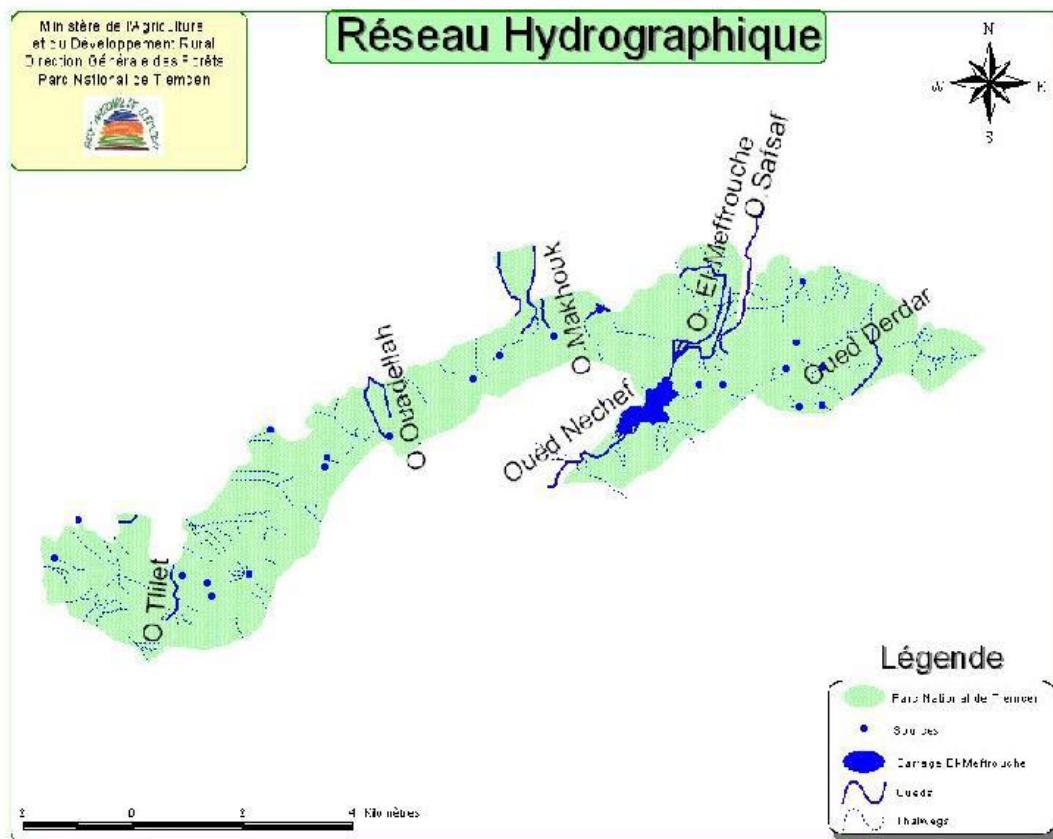 Ministère de l'Agriculture
et du Développement Rural
Direction Générale des Forêts
Parc National de Tlemcen
Réseau Hydrographique
N
W
E
S
O. El-Meffrouche
O. Safsaf
O. Makhouk
Oued Derdar
O. Ouadellah
Oued Nechef
O. Tlilet
Légende
Parc National de Tlemcen
Sources
Barrage El-Meftrouche
Oueds
Thalwegs
2 0 2 4 Kilomètres